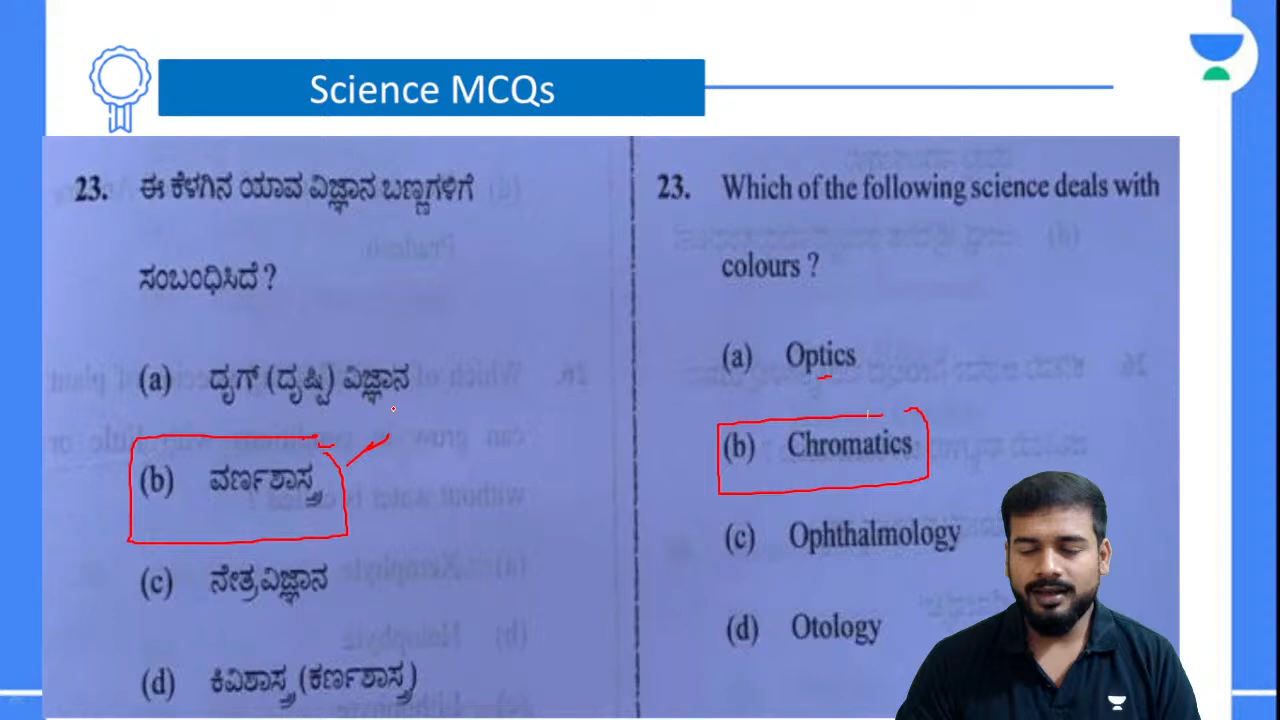 Science MCQs
23. ಈ ಕೆಳಗಿನ ಯಾವ ವಿಜ್ಞಾನ ಬಣ್ಣಗಳಿಗೆ
ಸಂಬಂಧಿಸಿದೆ ?
(a) ದೃಗ್ (ದೃಷ್ಟಿ) ವಿಜ್ಞಾನ
(b) ವರ್ಣಶಾಸ್ತ್ರ
(c) ನೇತ್ರವಿಜ್ಞಾನ
(d) ಕಿವಿಶಾಸ್ತ್ರ (ಕರ್ಣಶಾಸ್ತ್ರ)
23. Which of the following science deals with
colours ?
(a) Optics
(b) Chromatics
(c) Ophthalmology
(d) Otology